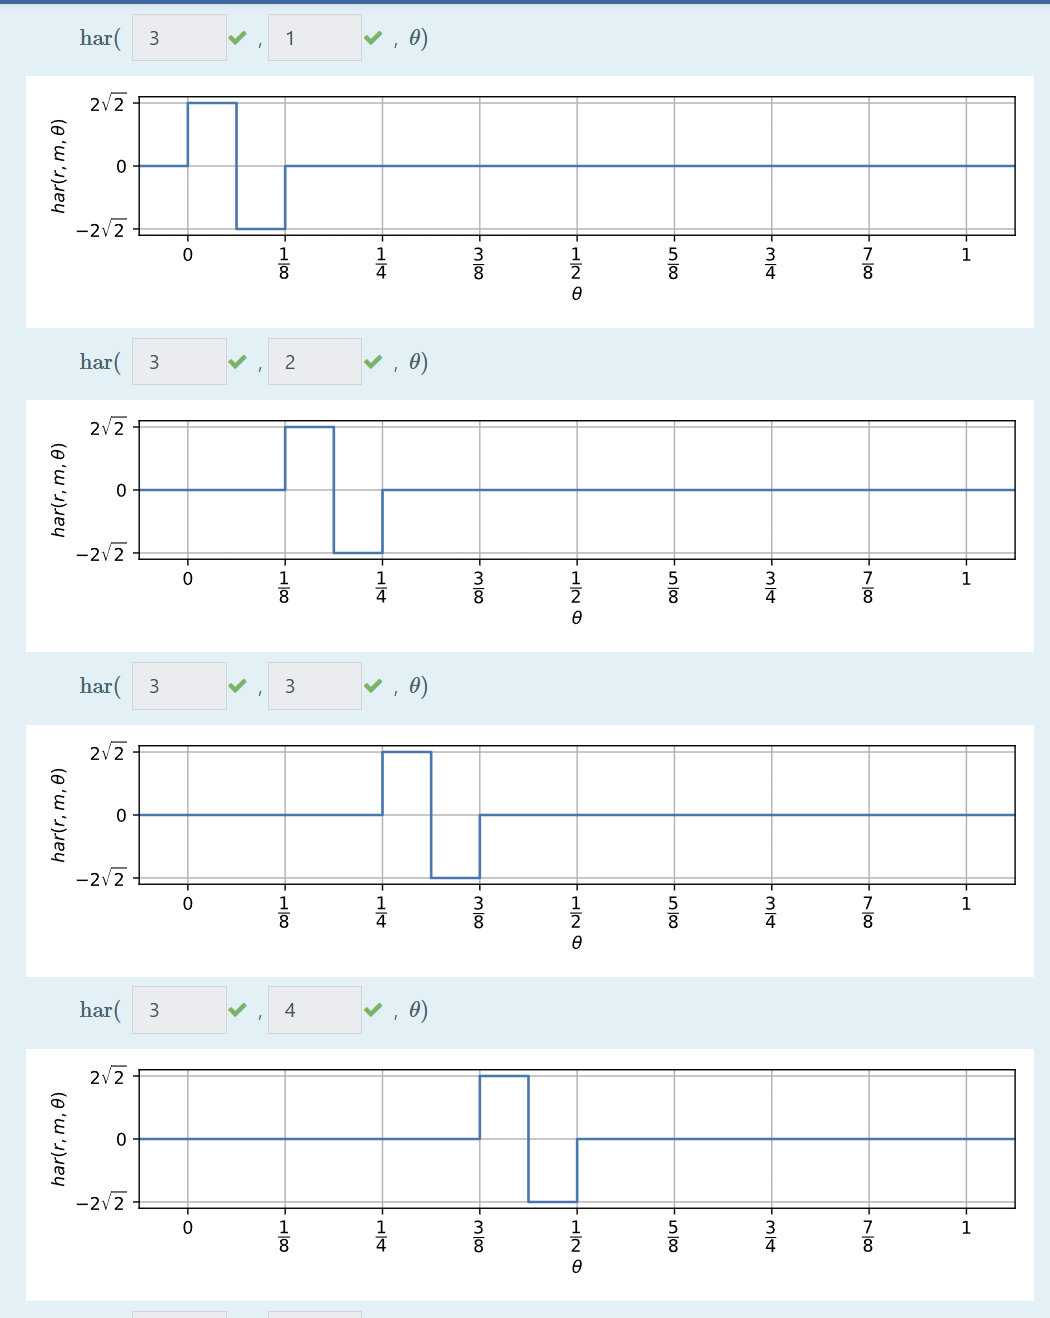 har( 3 , 1 , θ)
2√2
har(r, m, θ)
0
−2√2
0 1/8 1/4 3/8 1/2 5/8 3/4 7/8 1
θ
har( 3 , 2 , θ)
2√2
har(r, m, θ)
0
−2√2
0 1/8 1/4 3/8 1/2 5/8 3/4 7/8 1
θ
har( 3 , 3 , θ)
2√2
har(r, m, θ)
0
−2√2
0 1/8 1/4 3/8 1/2 5/8 3/4 7/8 1
θ
har( 3 , 4 , θ)
2√2
har(r, m, θ)
0
−2√2
0 1/8 1/4 3/8 1/2 5/8 3/4 7/8 1
θ